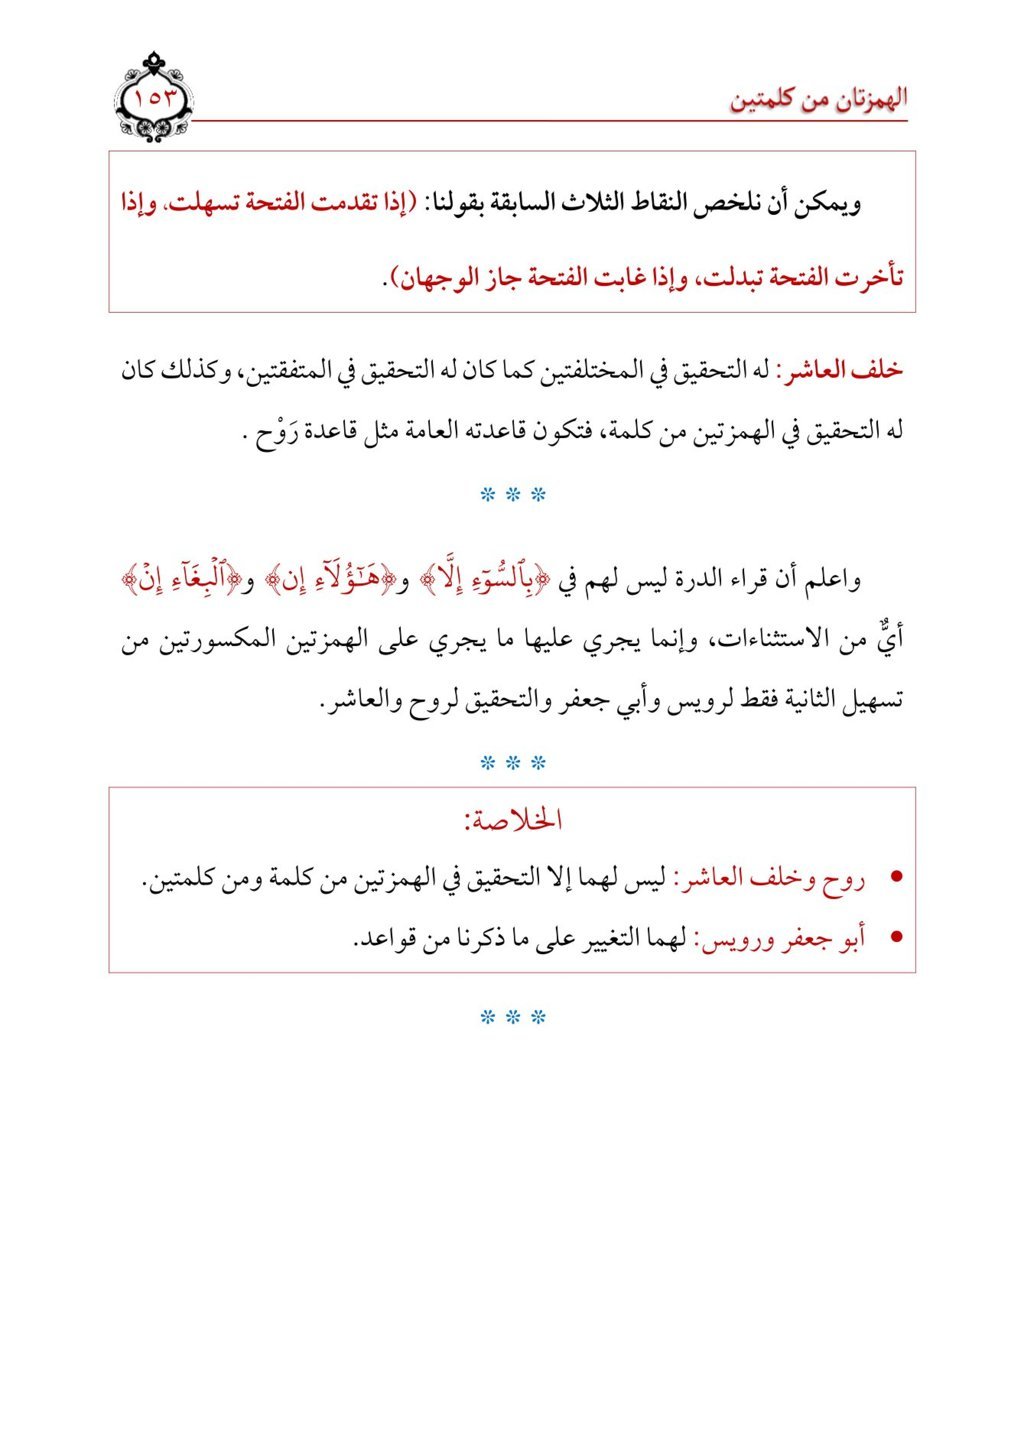 الهمزتان من كلمتين
١٥٣
ويمكن أن نلخص النقاط الثلاث السابقة بقولنا: (إذا تقدمت الفتحة تسهلت، وإذا
تأخرت الفتحة تبدلت، وإذا غابت الفتحة جاز الوجهان).
خلف العاشر: له التحقيق في المختلفتين كما كان له التحقيق في المتفقتين، وكذلك كان
له التحقيق في الهمزتين من كلمة، فتكون قاعدته العامة مثل قاعدة رَوْح .
واعلم أن قراء الدرة ليس لهم في ﴿بِٱلسُّوٓءِ إِلَّا﴾ و﴿هَـٰٓؤُلَآءِ إِن﴾ و﴿ٱلْبِغَآءِ إِنْ﴾
أيٌّ من الاستثناءات، وإنما يجري عليها ما يجري على الهمزتين المكسورتين من
تسهيل الثانية فقط لرويس وأبي جعفر والتحقيق لروح والعاشر.
الخلاصة:
• روح وخلف العاشر: ليس لهما إلا التحقيق في الهمزتين من كلمة ومن كلمتين.
• أبو جعفر ورويس: لهما التغيير على ما ذكرنا من قواعد.